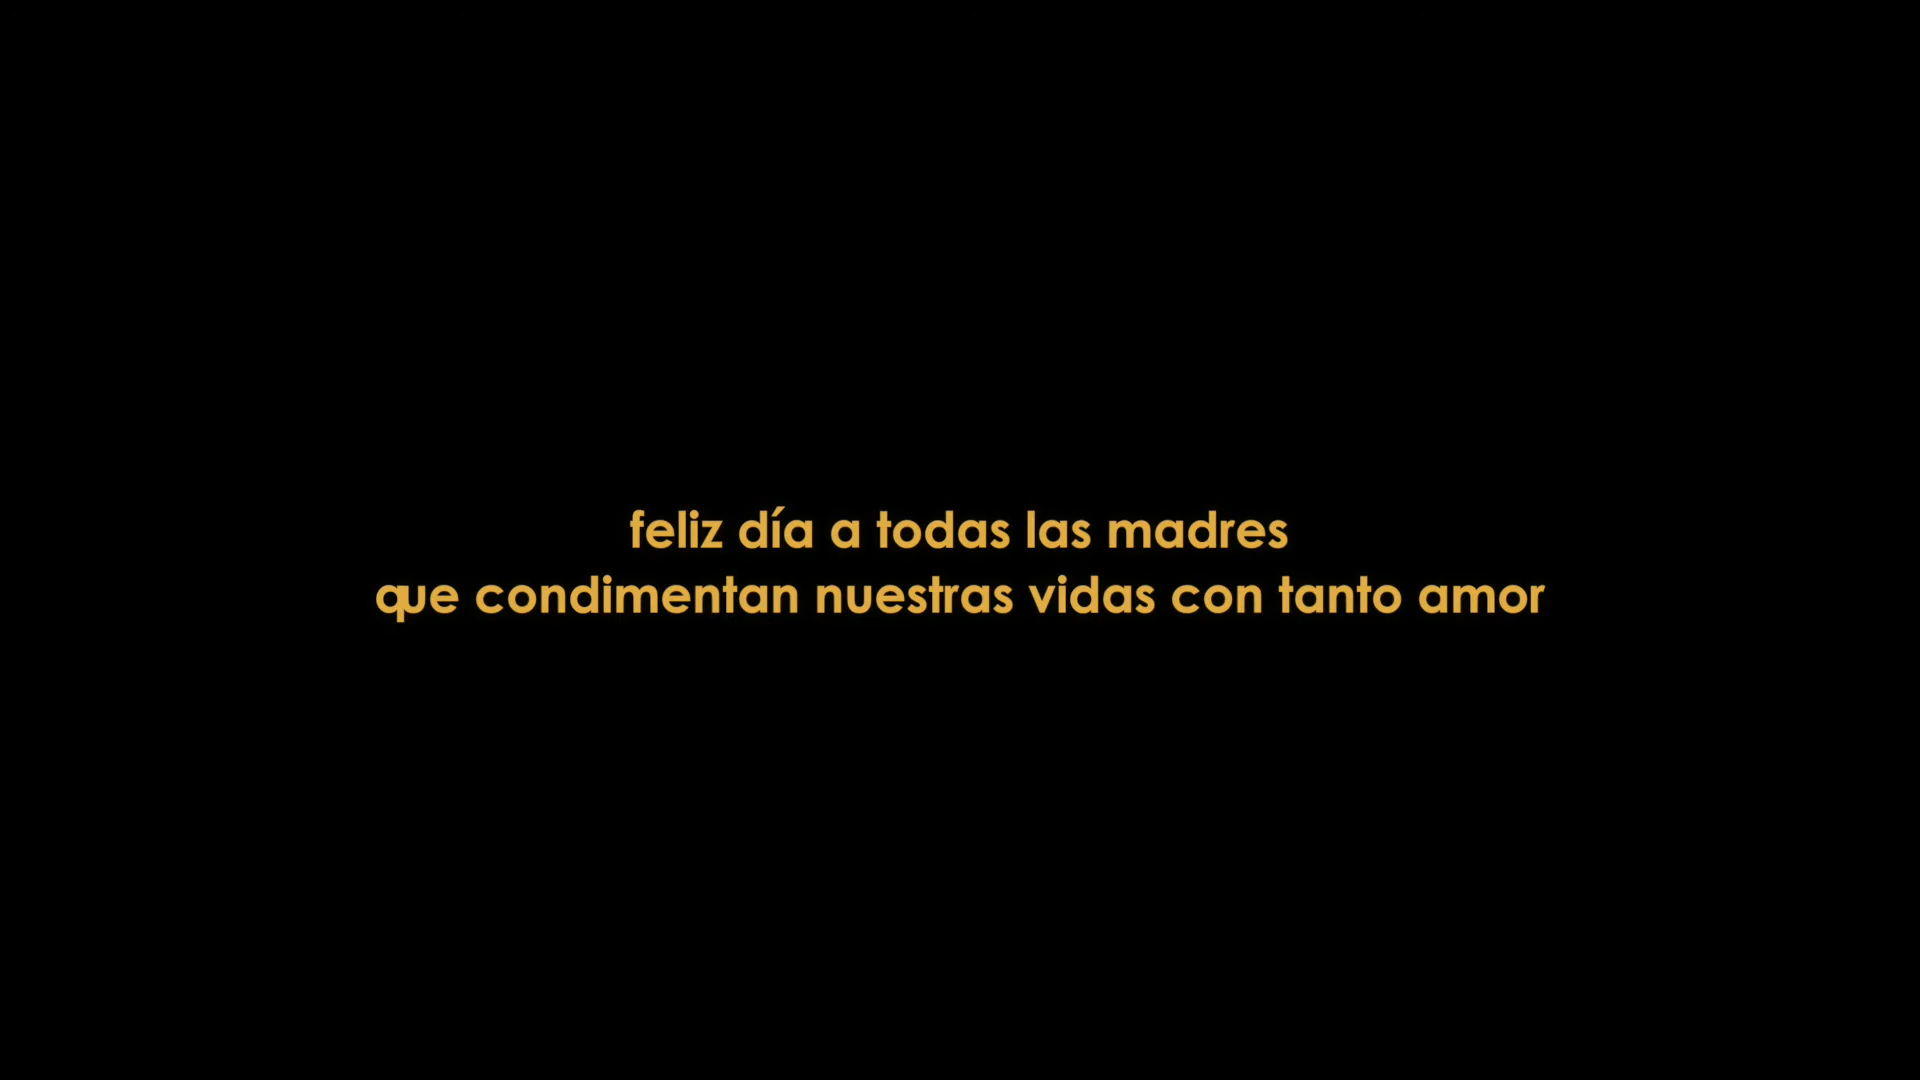 feliz día a todas las madres
que condimentan nuestras vidas con tanto amor